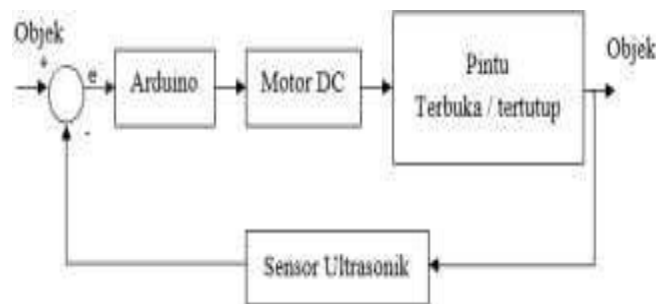 Objek
+
e
-
Arduino
Motor DC
Pintu
Terbuka / tertutup
Objek
Sensor Ultrasonik